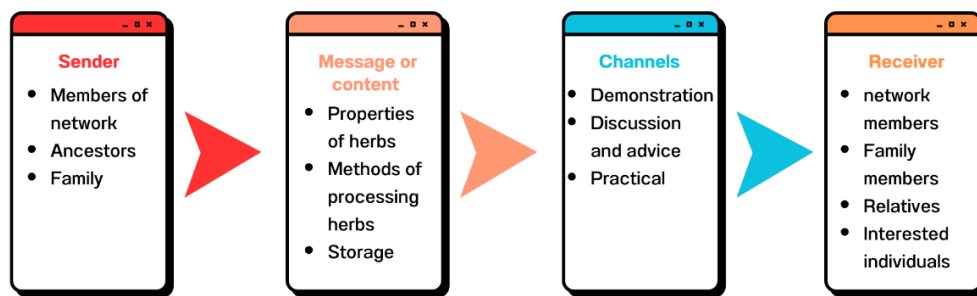 Sender
• Members of
network
• Ancestors
• Family
Message or
content
• Properties
of herbs
• Methods of
processing
herbs
• Storage
Channels
• Demonstration
• Discussion
and advice
• Practical
Receiver
• network
members
• Family
members
• Relatives
• Interested
individuals